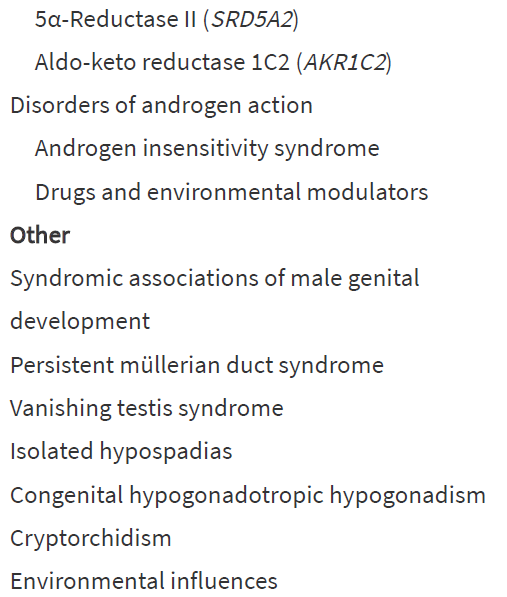 5α-Reductase II (SRD5A2)
Aldo-keto reductase 1C2 (AKR1C2)
Disorders of androgen action
Androgen insensitivity syndrome
Drugs and environmental modulators
Other
Syndromic associations of male genital
development
Persistent müllerian duct syndrome
Vanishing testis syndrome
Isolated hypospadias
Congenital hypogonadotropic hypogonadism
Cryptorchidism
Environmental influences